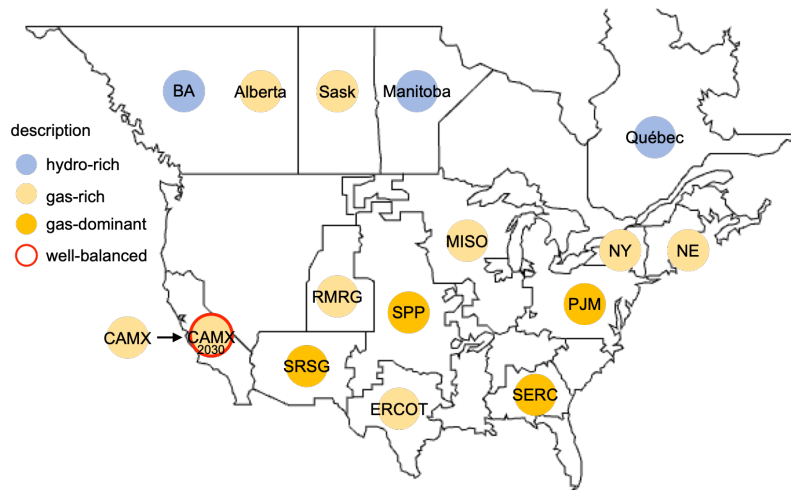 BA
Alberta
Sask
Manitoba
Québec
description
hydro-rich
gas-rich
gas-dominant
well-balanced
MISO
NY
NE
RMRG
SPP
PJM
CAMX
CAMX
2030
SRSG
SERC
ERCOT